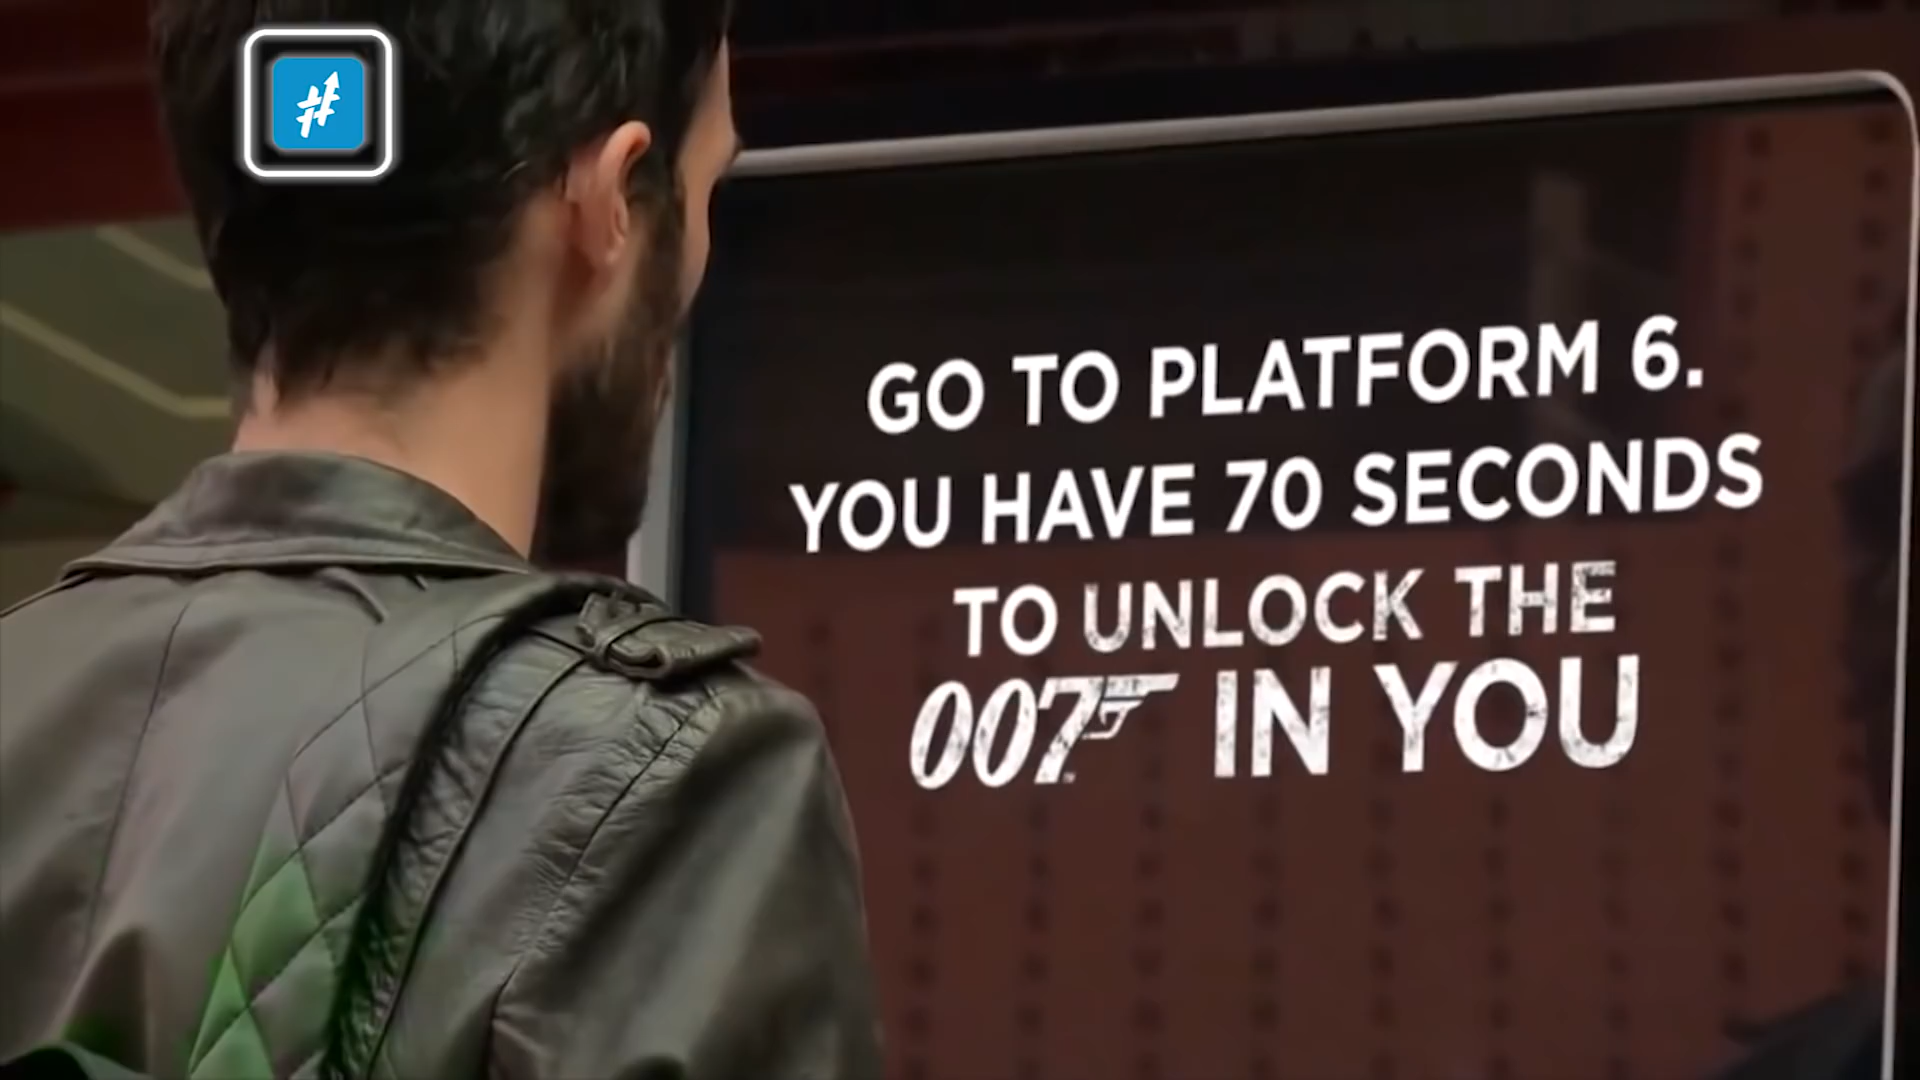 #
GO TO PLATFORM 6.
YOU HAVE 70 SECONDS
TO UNLOCK THE
007 IN YOU